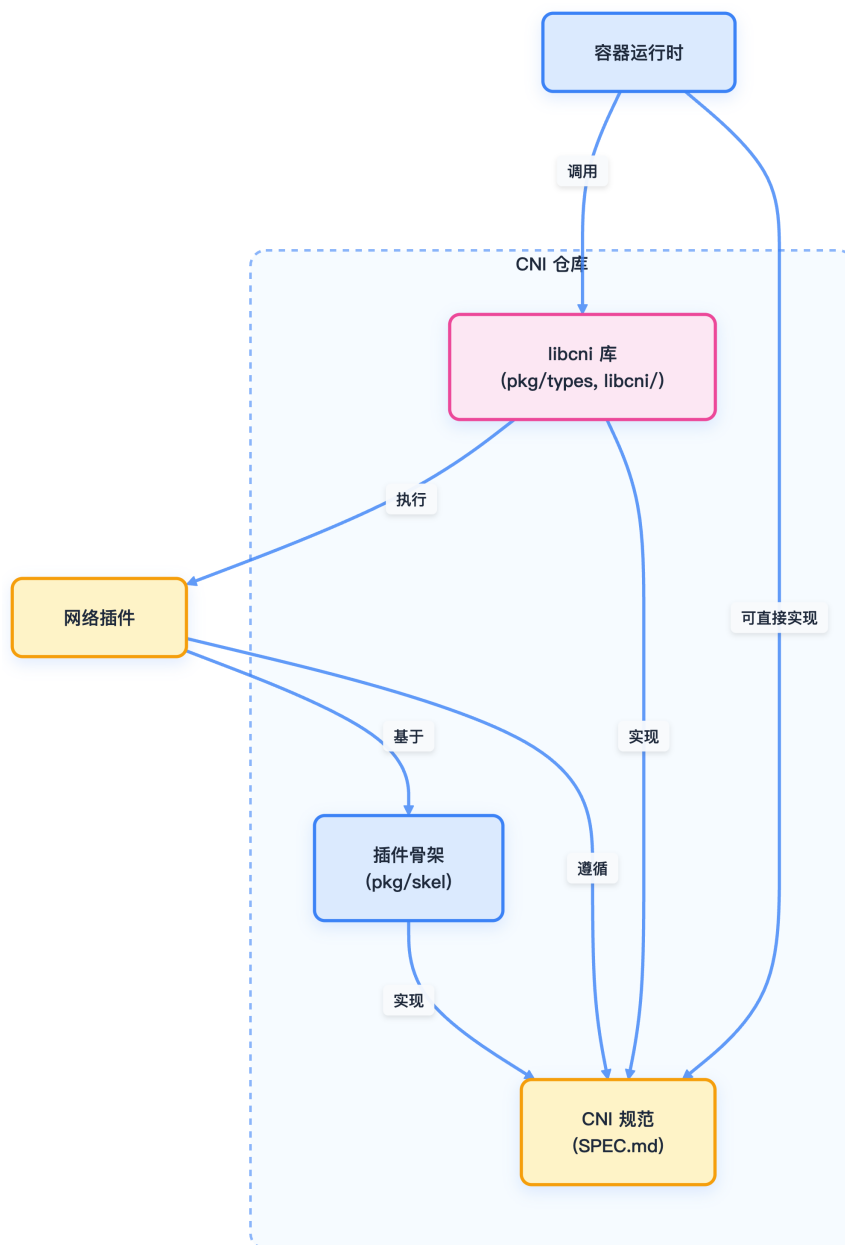 容器运行时
调用
CNI 仓库
libcni 库
(pkg/types, libcni/)
执行
网络插件
可直接实现
基于
实现
插件骨架
(pkg/skel)
遵循
实现
CNI 规范
(SPEC.md)